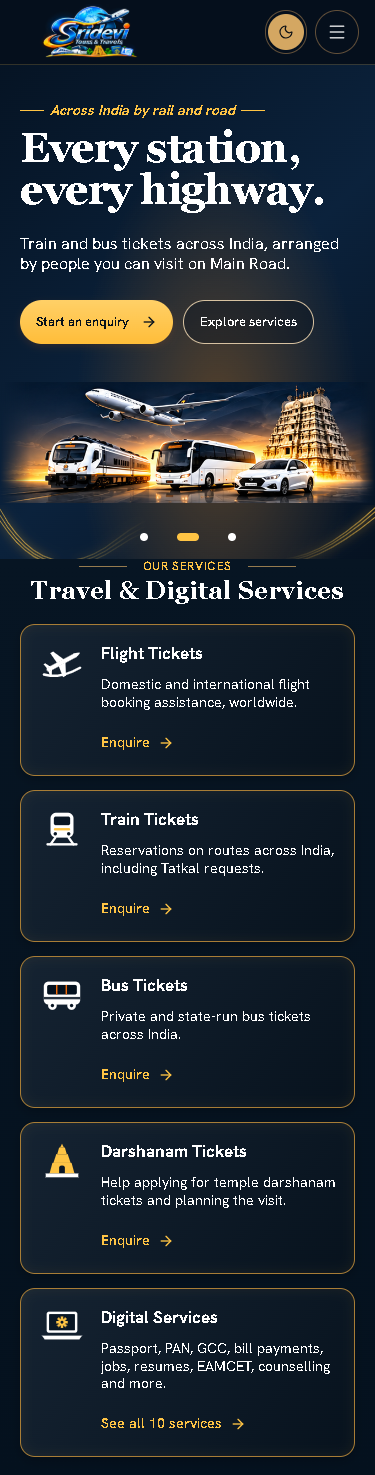 Sridevi
Tours & Travels
Across India by rail and road
Every station,
every highway.
Train and bus tickets across India, arranged
by people you can visit on Main Road.
Start an enquiry
Explore services
OUR SERVICES
Travel & Digital Services
Flight Tickets
Domestic and international flight
booking assistance, worldwide.
Enquire
Train Tickets
Reservations on routes across India,
including Tatkal requests.
Enquire
Bus Tickets
Private and state-run bus tickets
across India.
Enquire
Darshanam Tickets
Help applying for temple darshanam
tickets and planning the visit.
Enquire
Digital Services
Passport, PAN, GCC, bill payments,
jobs, resumes, EAMCET, counselling
and more.
See all 10 services